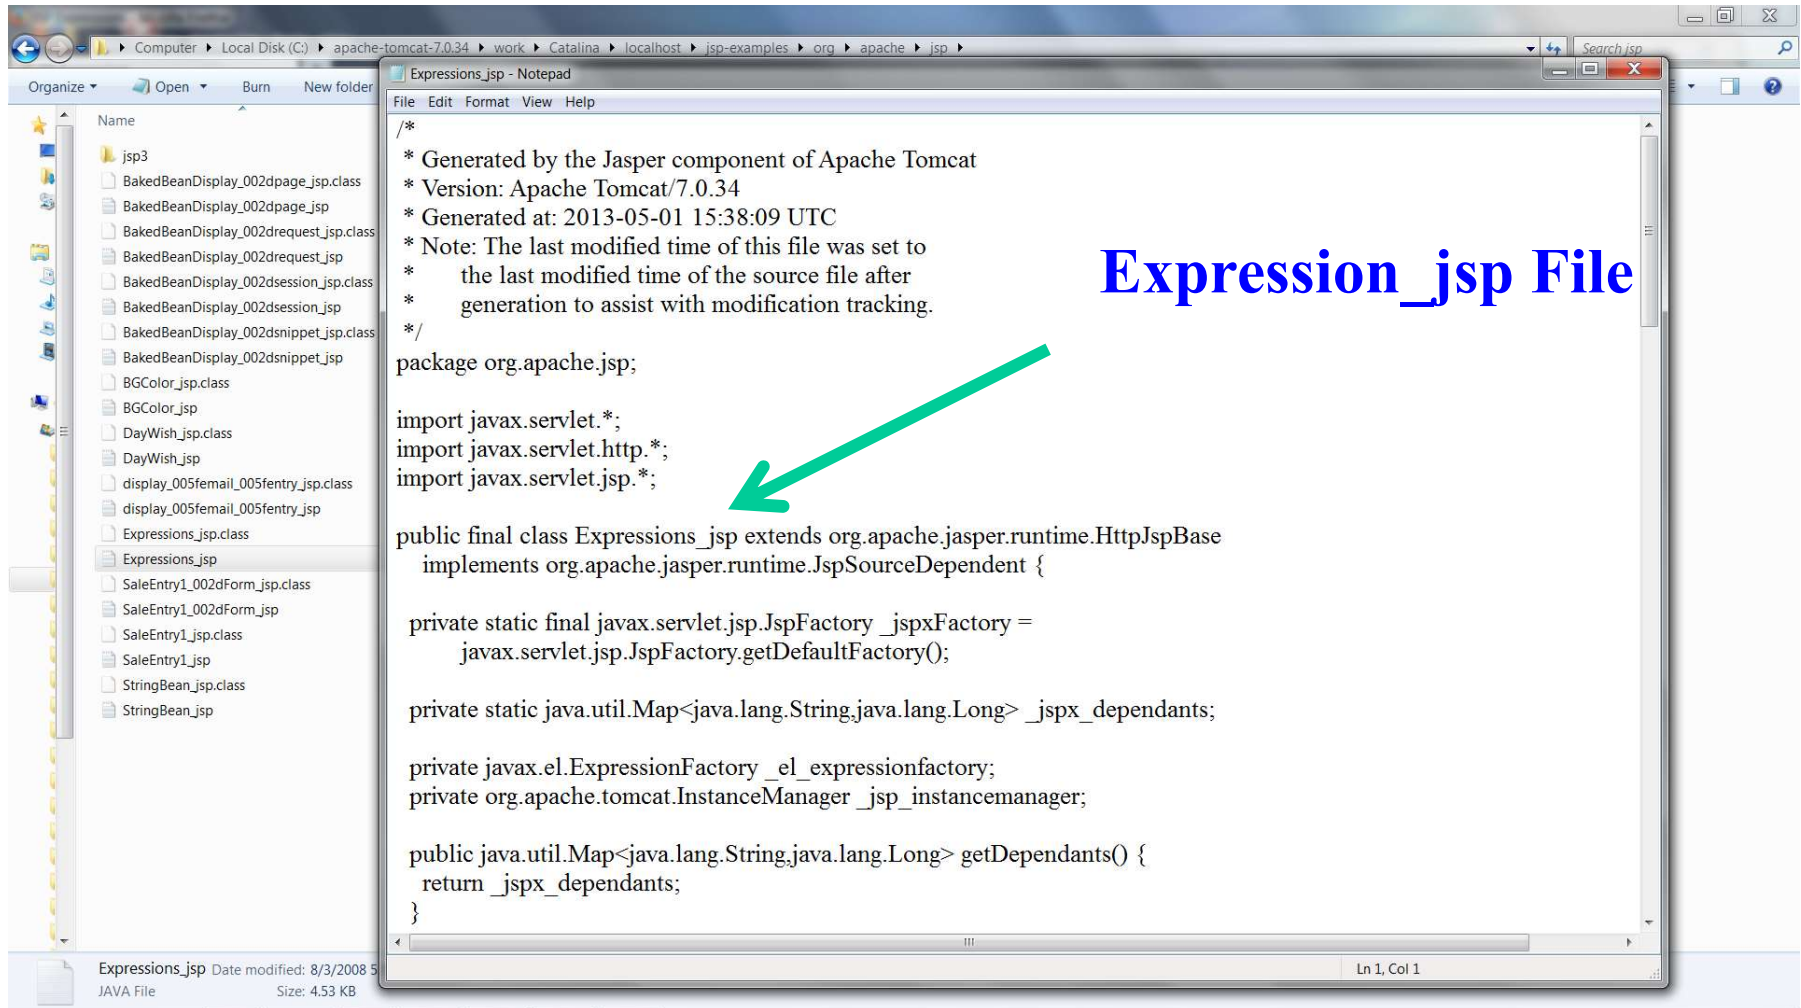 Computer ▸ Local Disk (C:) ▸ apache-tomcat-7.0.34 ▸ work ▸ Catalina ▸ localhost ▸ jsp-examples ▸ org ▸ apache ▸ jsp ▸
Search jsp
Organize Open Burn New folder
Name
jsp3
BakedBeanDisplay_002dpage_jsp.class
BakedBeanDisplay_002dpage_jsp
BakedBeanDisplay_002drequest_jsp.class
BakedBeanDisplay_002drequest_jsp
BakedBeanDisplay_002dsession_jsp.class
BakedBeanDisplay_002dsession_jsp
BakedBeanDisplay_002dsnippet_jsp.class
BakedBeanDisplay_002dsnippet_jsp
BGColor_jsp.class
BGColor_jsp
DayWish_jsp.class
DayWish_jsp
display_005femail_005fentry_jsp.class
display_005femail_005fentry_jsp
Expressions_jsp.class
Expressions_jsp
SaleEntry1_002dForm_jsp.class
SaleEntry1_002dForm_jsp
SaleEntry1_jsp.class
SaleEntry1_jsp
StringBean_jsp.class
StringBean_jsp
Expressions_jsp Date modified: 8/3/2008 5
JAVA File Size: 4.53 KB
Expressions_jsp - Notepad
File Edit Format View Help
/*
* Generated by the Jasper component of Apache Tomcat
* Version: Apache Tomcat/7.0.34
* Generated at: 2013-05-01 15:38:09 UTC
* Note: The last modified time of this file was set to
* the last modified time of the source file after
* generation to assist with modification tracking.
*/
package org.apache.jsp;
import javax.servlet.*;
import javax.servlet.http.*;
import javax.servlet.jsp.*;
public final class Expressions_jsp extends org.apache.jasper.runtime.HttpJspBase
implements org.apache.jasper.runtime.JspSourceDependent {
private static final javax.servlet.jsp.JspFactory _jspxFactory =
javax.servlet.jsp.JspFactory.getDefaultFactory();
private static java.util.Map<java.lang.String,java.lang.Long> _jspx_dependants;
private javax.el.ExpressionFactory _el_expressionfactory;
private org.apache.tomcat.InstanceManager _jsp_instancemanager;
public java.util.Map<java.lang.String,java.lang.Long> getDependants() {
return _jspx_dependants;
}
Ln 1, Col 1
Expression_jsp File